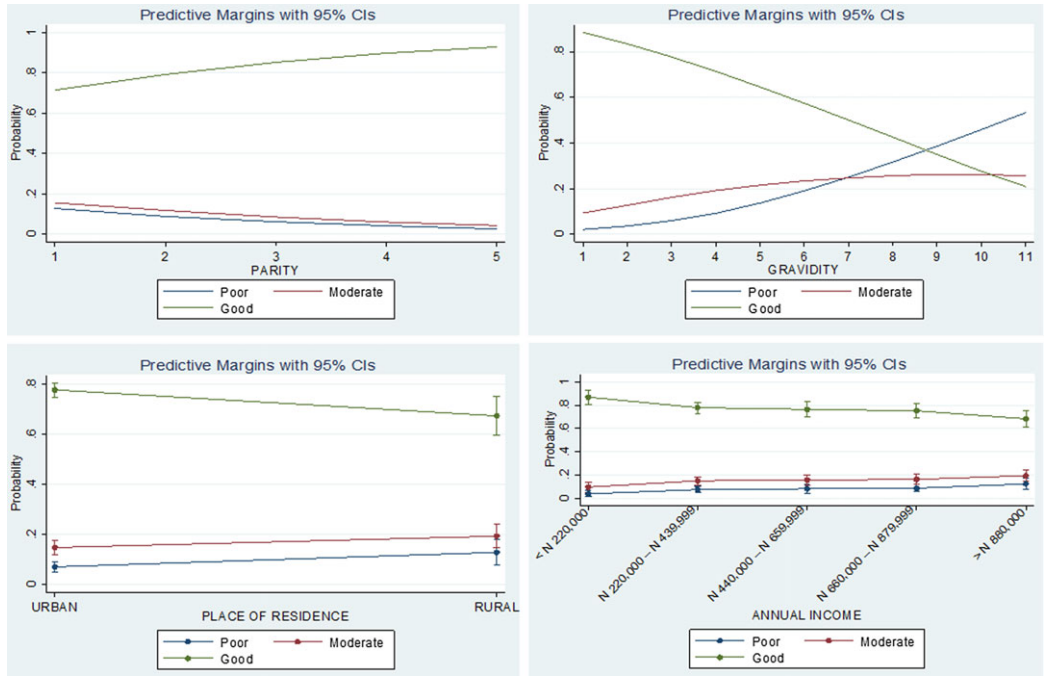 Predictive Margins with 95% CIs
Probability
0 .2 .4 .6 .8 1
1 2 3 4 5
PARITY
Poor Moderate
Good
Predictive Margins with 95% CIs
Probability
0 .2 .4 .6 .8
1 2 3 4 5 6 7 8 9 10 11
GRAVIDITY
Poor Moderate
Good
Predictive Margins with 95% CIs
Probability
0 .2 .4 .6 .8
URBAN RURAL
PLACE OF RESIDENCE
Poor Moderate
Good
Predictive Margins with 95% CIs
Probability
0 .2 .4 .6 .8 1
< N 220,000
N 220,000 – N 439,999
N 440,000 – N 659,999
N 660,000 – N 879,999
> N 880,000
ANNUAL INCOME
Poor Moderate
Good